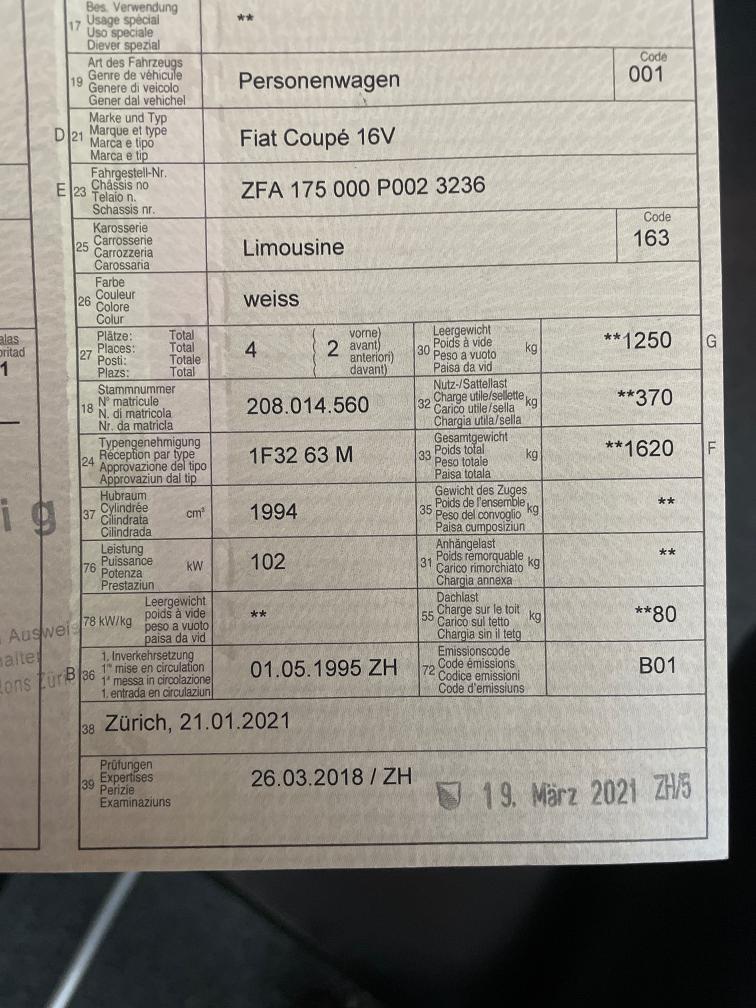 17
Bes. Verwendung
Usage spécial
Uso speciale
Diever spezial
**
19
Art des Fahrzeugs
Genre de véhicule
Genere di veicolo
Gener dal vehichel
Personenwagen
Code
001
D 21
Marke und Typ
Marque et type
Marca e tipo
Marca e tip
Fiat Coupé 16V
E 23
Fahrgestell-Nr.
Châssis no
Telaio n.
Schassis nr.
ZFA 175 000 P002 3236
25
Karosserie
Carrosserie
Carrozzeria
Carossaria
Limousine
Code
163
26
Farbe
Couleur
Colore
Colur
weiss
27
Plätze: Total
Places: Total
Posti: Totale
Plazs: Total
4
2
vorne)
avant)
anteriori)
davant)
30
Leergewicht
Poids à vide
Peso a vuoto
Paisa da vid
kg
**1250
G
18
Stammnummer
N° matricule
N. di matricola
Nr. da matricla
208.014.560
32
Nutz-/Sattellast
Charge utile/sellette
Carico utile/sella
Chargia utila/sella
kg
**370
24
Typengenehmigung
Réception par type
Approvazione del tipo
Approvaziun dal tip
1F32 63 M
33
Gesamtgewicht
Poids total
Peso totale
Paisa totala
kg
**1620
F
37
Hubraum
Cylindrée
Cilindrata
Cilindrada
cm³
1994
35
Gewicht des Zuges
Poids de l'ensemble
Peso del convoglio
Paisa cumposiziun
kg
**
76
Leistung
Puissance
Potenza
Prestaziun
kW
102
31
Anhängelast
Poids remorquable
Carico rimorchiato
Chargia annexa
kg
**
78 kW/kg
Leergewicht
poids à vide
peso a vuoto
paisa da vid
**
55
Dachlast
Charge sur le toit
Carico sul tetto
Chargia sin il tetg
kg
**80
B 36
1. Inverkehrsetzung
1re mise en circulation
1a messa in circolazione
1. entrada en circulaziun
01.05.1995 ZH
72
Emissionscode
Code émissions
Codice emissioni
Code d'emissiuns
B01
38
Zürich, 21.01.2021
39
Prüfungen
Expertises
Perizie
Examinaziuns
26.03.2018 / ZH
19. März 2021 ZH/5